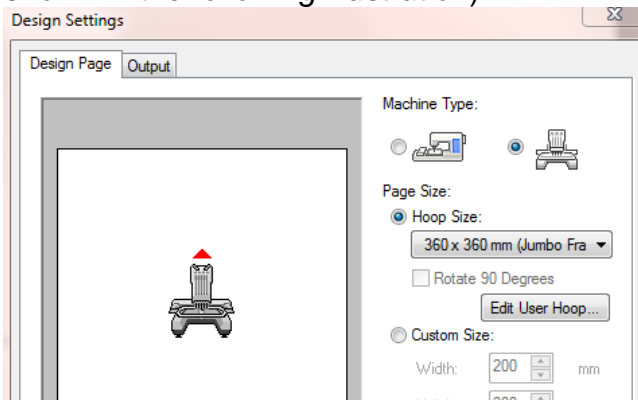 Design Settings
Design Page
Output
Machine Type:
Page Size:
Hoop Size:
360 x 360 mm (Jumbo Fra
Rotate 90 Degrees
Edit User Hoop...
Custom Size:
Width: 200 mm